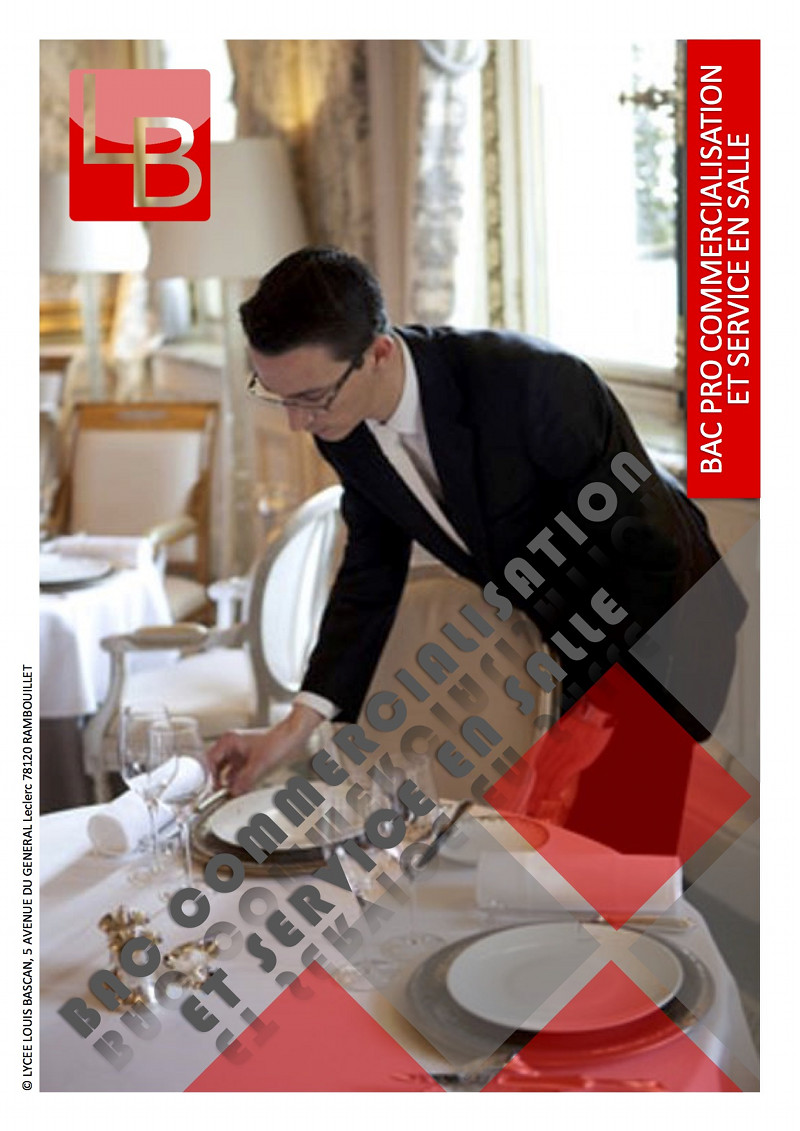 LB
BAC PRO COMMERCIALISATION
ET SERVICE EN SALLE
BAC COMMERCIALISATION
ET SERVICE EN SALLE
© LYCEE LOUIS BASCAN, 5 AVENUE DU GENERAL Leclerc 78120 RAMBOUILLET